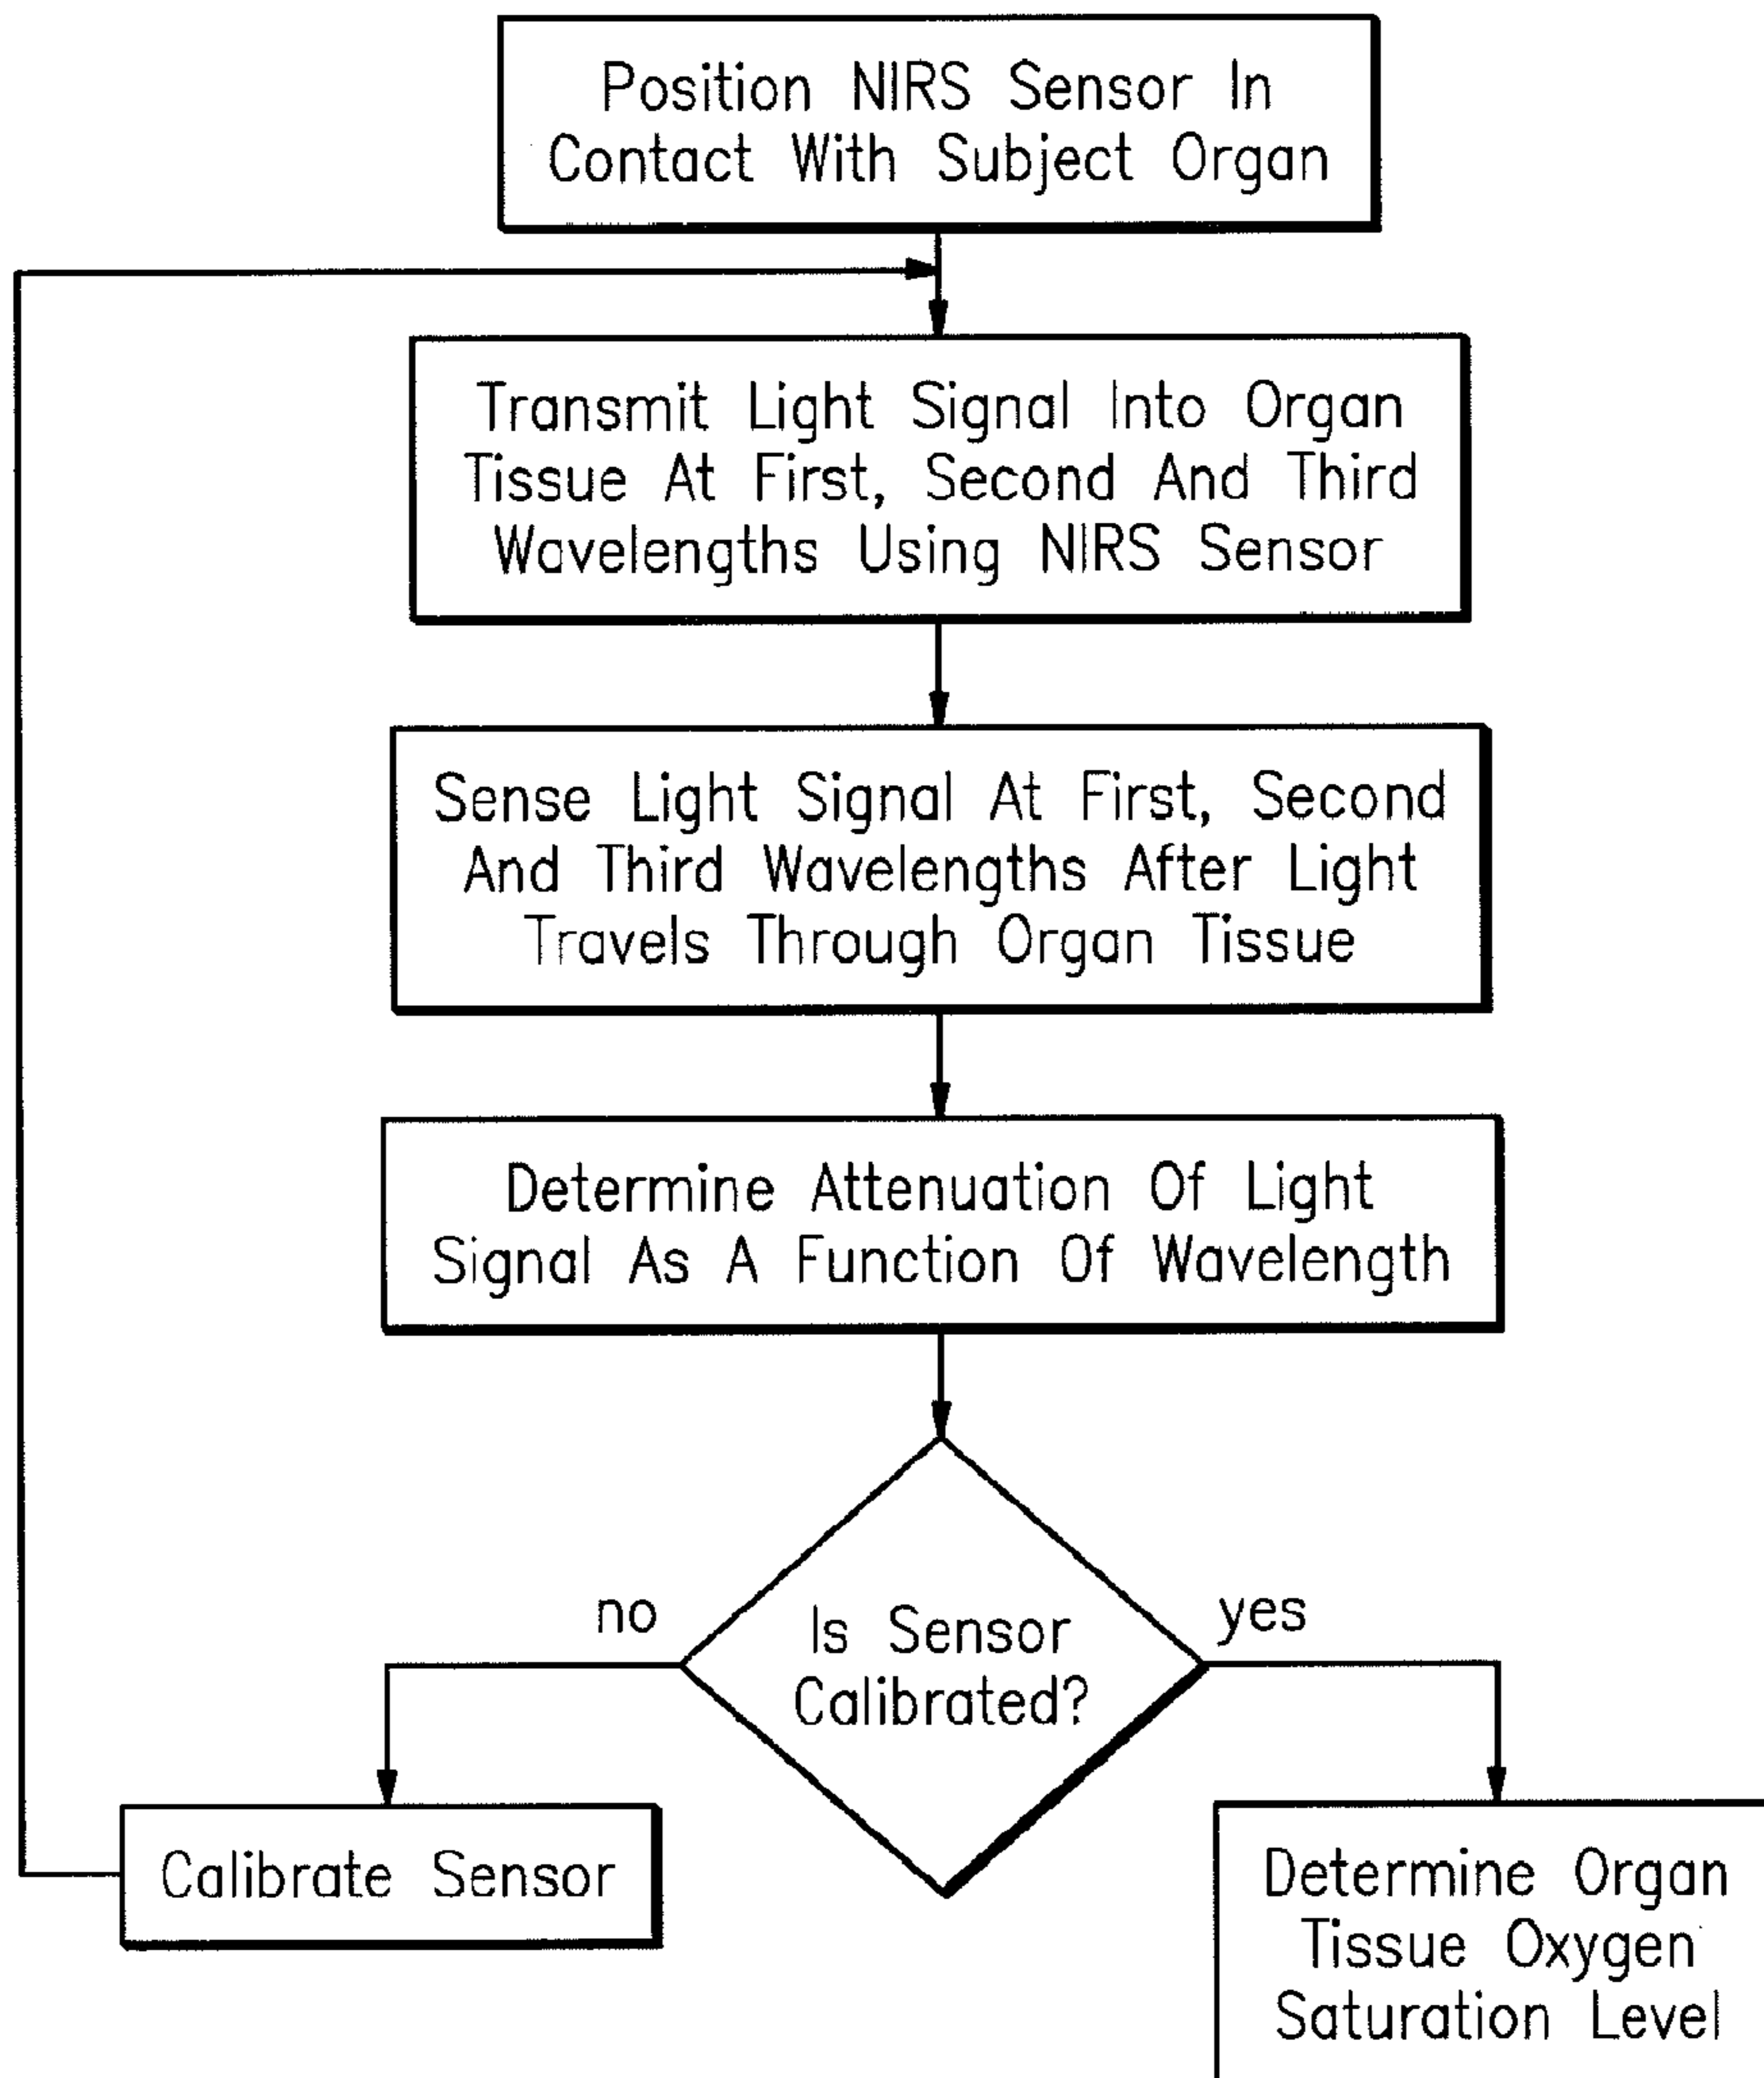 Position NIRS Sensor In
Contact With Subject Organ
Transmit Light Signal Into Organ
Tissue At First, Second And Third
Wavelengths Using NIRS Sensor
Sense Light Signal At First, Second
And Third Wavelengths After Light
Travels Through Organ Tissue
Determine Attenuation Of Light
Signal As A Function Of Wavelength
no
yes
Is Sensor
Calibrated?
Calibrate Sensor
Determine Organ
Tissue Oxygen
Saturation Level